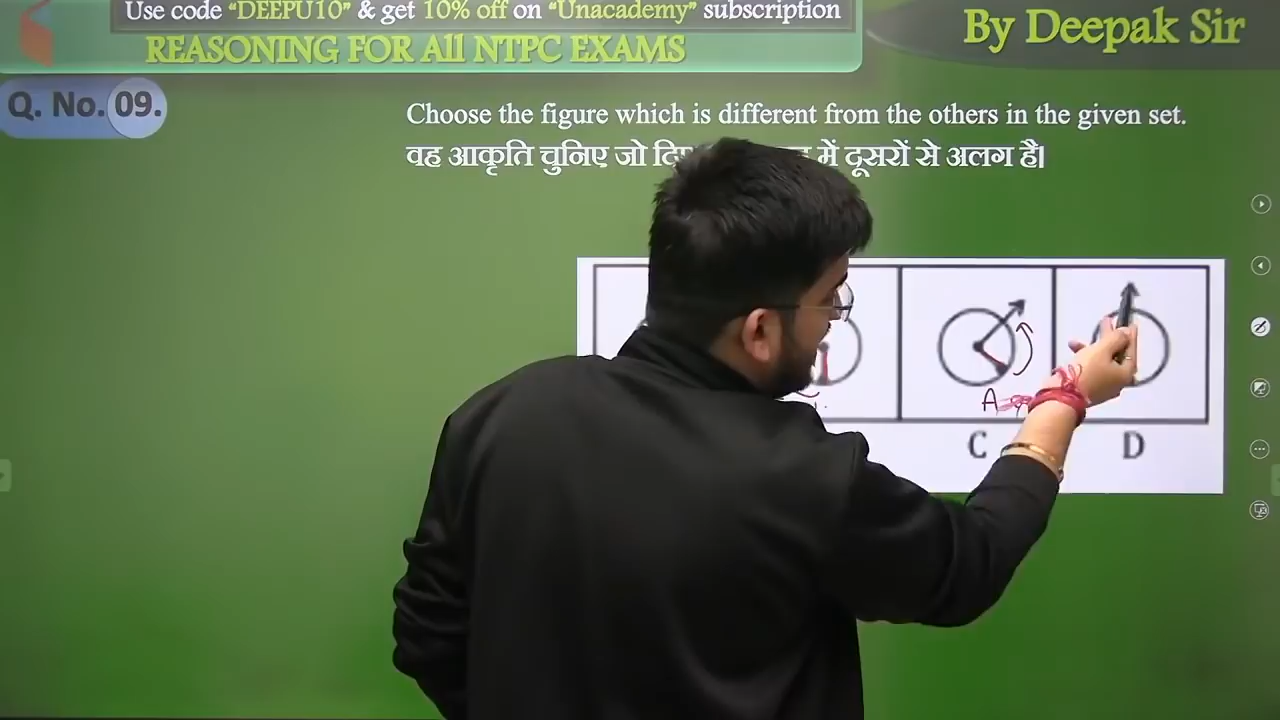 Use code “DEEPU10” & get 10% off on “Unacademy” subscription
REASONING FOR All NTPC EXAMS
By Deepak Sir
Q. No. 09.
Choose the figure which is different from the others in the given set.
वह आकृति चुनिए जो में दूसरों से अलग है।
A
C
D